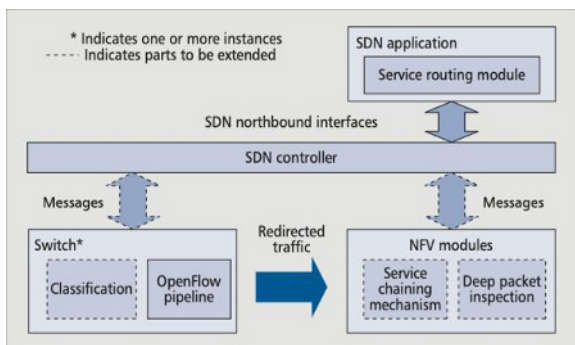 * Indicates one or more instances
Indicates parts to be extended
SDN application
Service routing module
SDN northbound interfaces
SDN controller
Messages
Messages
Switch*
Classification
OpenFlow
pipeline
Redirected
traffic
NFV modules
Service
chaining
mechanism
Deep packet
inspection